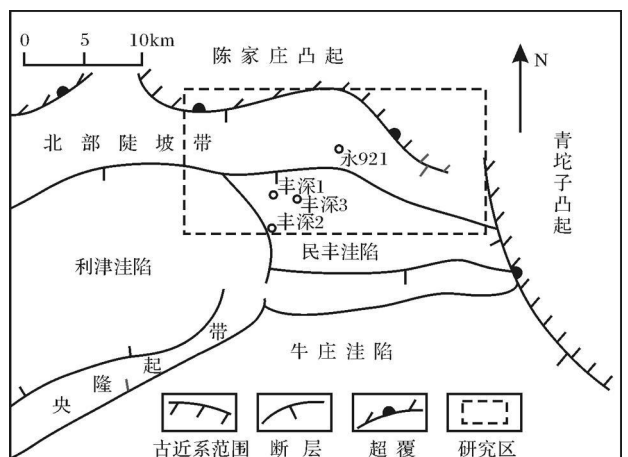 0 5 10km
陈家庄凸起
N
北部陡坡带
永921
青坨子凸起
丰深1
丰深3
丰深2
民丰洼陷
利津洼陷
牛庄洼陷
央隆起带
古近系范围 断层 超覆 研究区